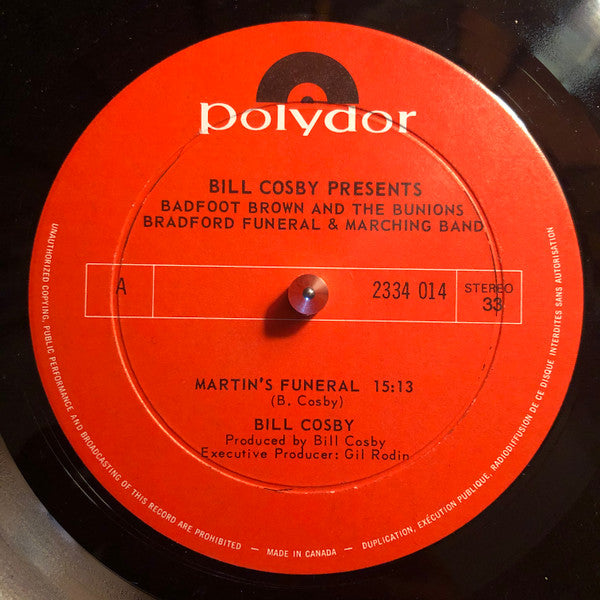 polydor
BILL COSBY PRESENTS
BADFOOT BROWN AND THE BUNIONS
BRADFORD FUNERAL & MARCHING BAND
A 2334 014 STEREO
33
MARTIN'S FUNERAL 15:13
(B. Cosby)
BILL COSBY
Produced by Bill Cosby
Executive Producer: Gil Rodin
UNAUTHORIZED COPYING, PUBLIC PERFORMANCE AND BROADCASTING OF THIS RECORD ARE PROHIBITED — MADE IN CANADA — DUPLICATION, EXÉCUTION PUBLIQUE, RADIODIFFUSION DE CE DISQUE INTERDITES SANS AUTORISATION